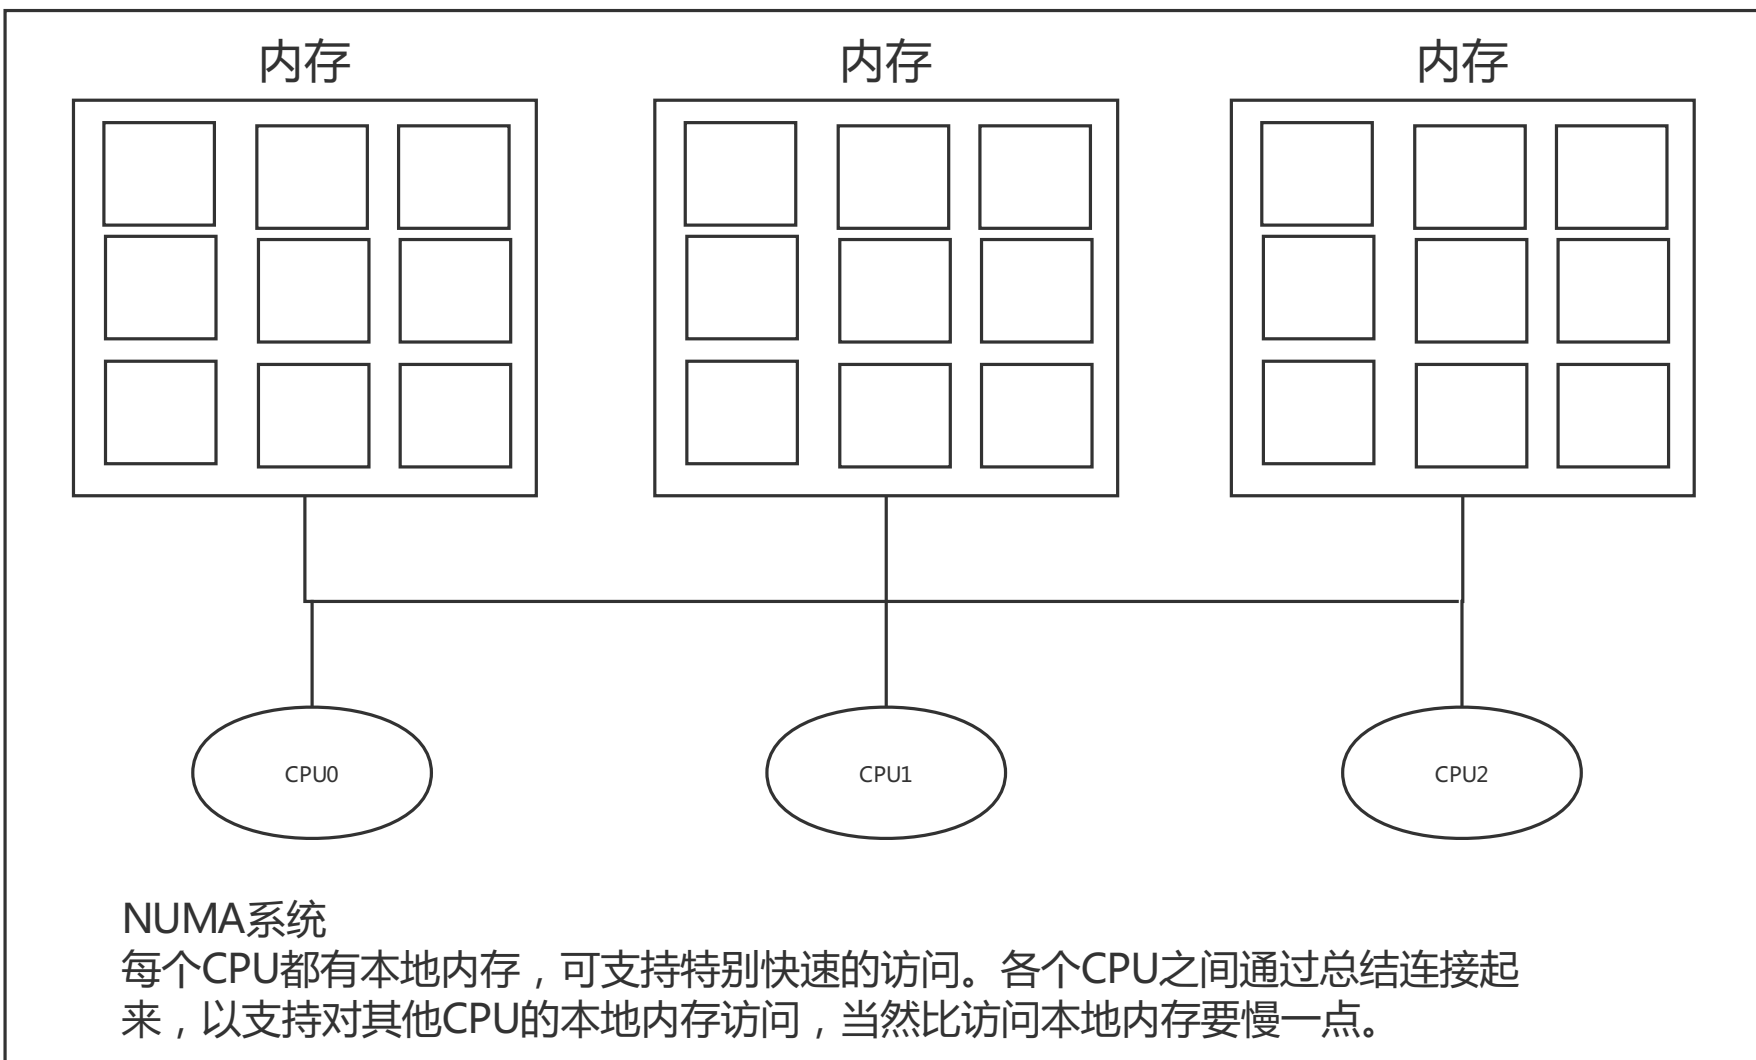 内存 内存 内存
CPU0 CPU1 CPU2
NUMA系统
每个CPU都有本地内存，可支持特别快速的访问。各个CPU之间通过总结连接起
来，以支持对其他CPU的本地内存访问，当然比访问本地内存要慢一点。